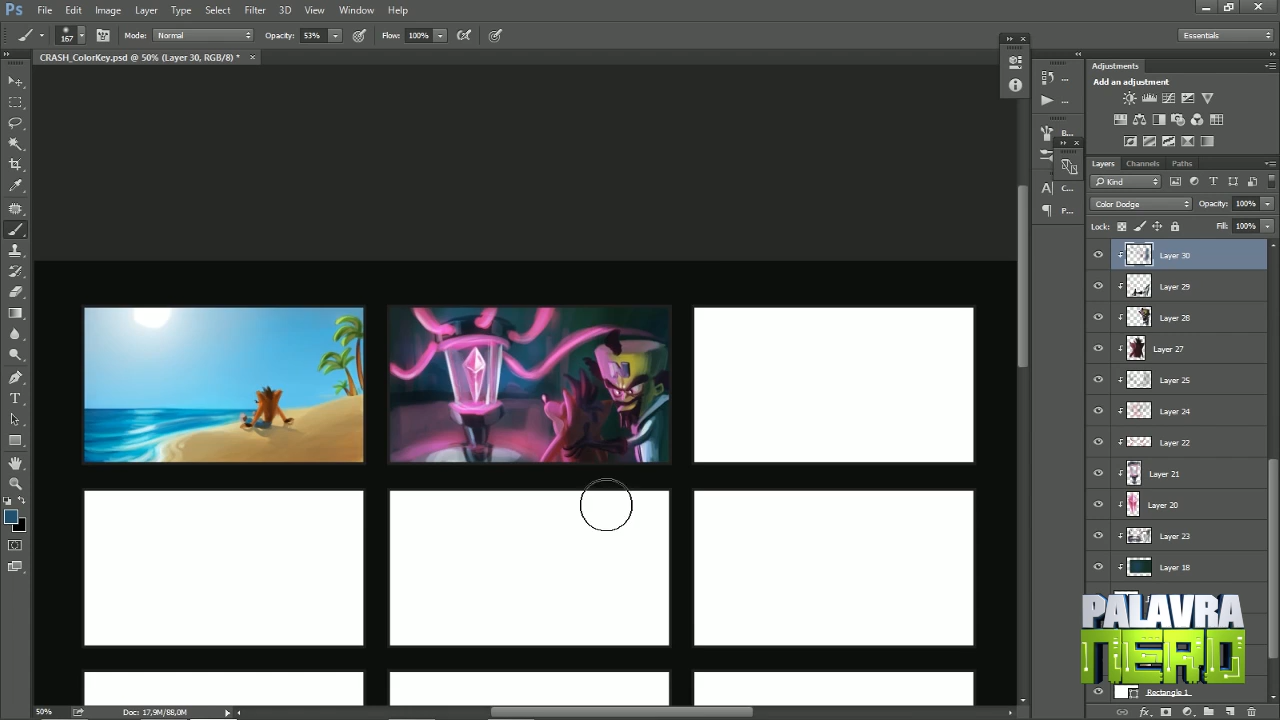 Ps File Edit Image Layer Type Select Filter 3D View Window Help
167 Mode: Normal Opacity: 53% Flow: 100% Essentials
CRASH_ColorKey.psd @ 50% (Layer 30, RGB/8) * ×
Adjustments
Add an adjustment
... 
...
B...
A| C...
¶ P...
Layers Channels Paths
Kind T
Color Dodge Opacity: 100%
Lock: Fill: 100%
Layer 30
Layer 29
Layer 28
Layer 27
Layer 25
Layer 24
Layer 22
Layer 21
Layer 20
Layer 23
Layer 18
PALAVRA
NERD
Rectangle 1
50% Doc: 17,9M/88,0M
fx